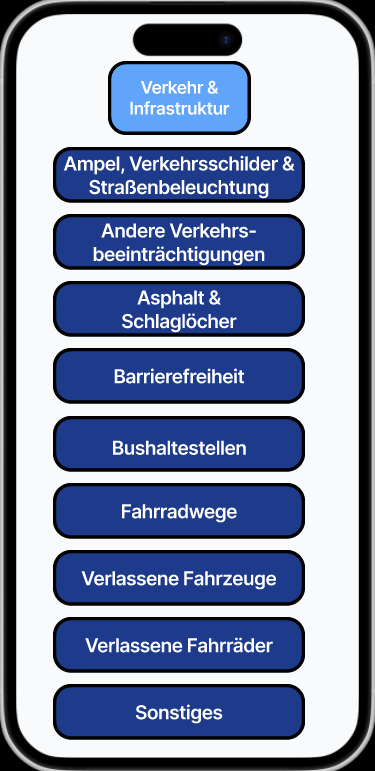 Verkehr &
Infrastruktur
Ampel, Verkehrsschilder &
Straßenbeleuchtung
Andere Verkehrs-
beeinträchtigungen
Asphalt &
Schlaglöcher
Barrierefreiheit
Bushaltestellen
Fahrradwege
Verlassene Fahrzeuge
Verlassene Fahrräder
Sonstiges